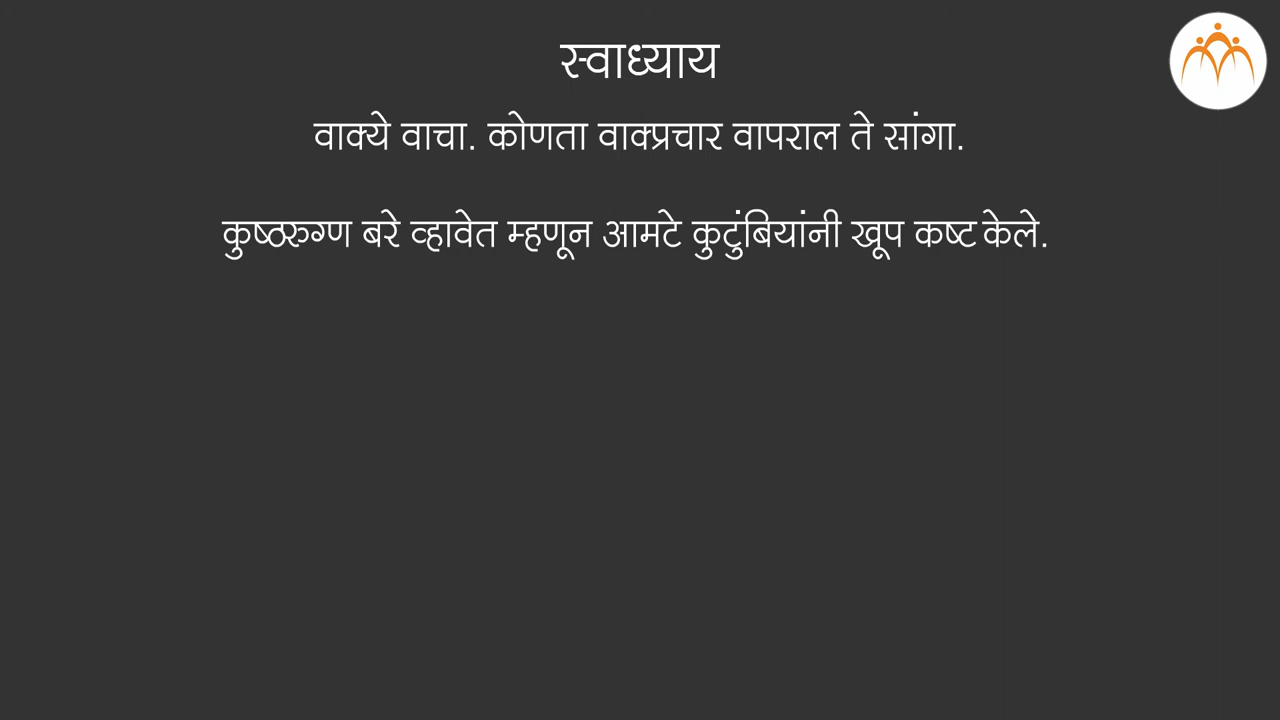 स्वाध्याय
वाक्ये वाचा. कोणता वाक्प्रचार वापराल ते सांगा.
कुष्ठरुग्ण बरे व्हावेत म्हणून आमटे कुटुंबियांनी खूप कष्ट केले.